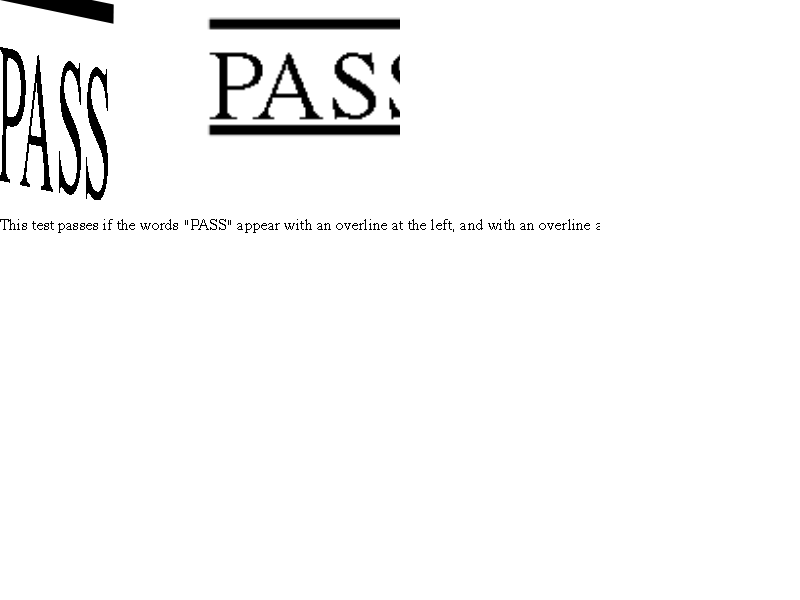 PASS
PASS
This test passes if the words "PASS" appear with an overline at the left, and with an overline